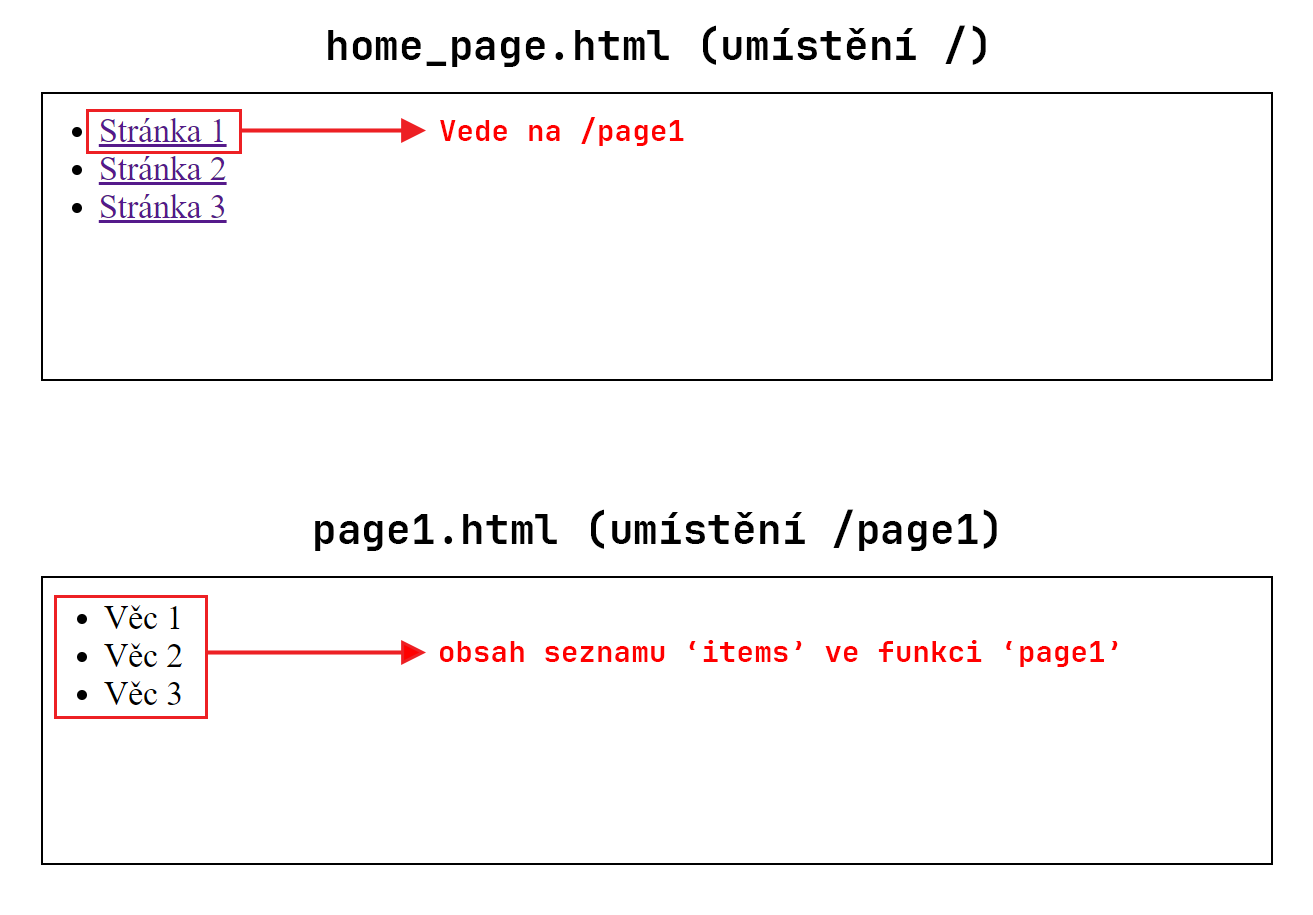 home_page.html (umístění /)
Stránka 1
Vede na /page1
Stránka 2
Stránka 3
page1.html (umístění /page1)
Věc 1
Věc 2
obsah seznamu ‘items’ ve funkci ‘page1’
Věc 3